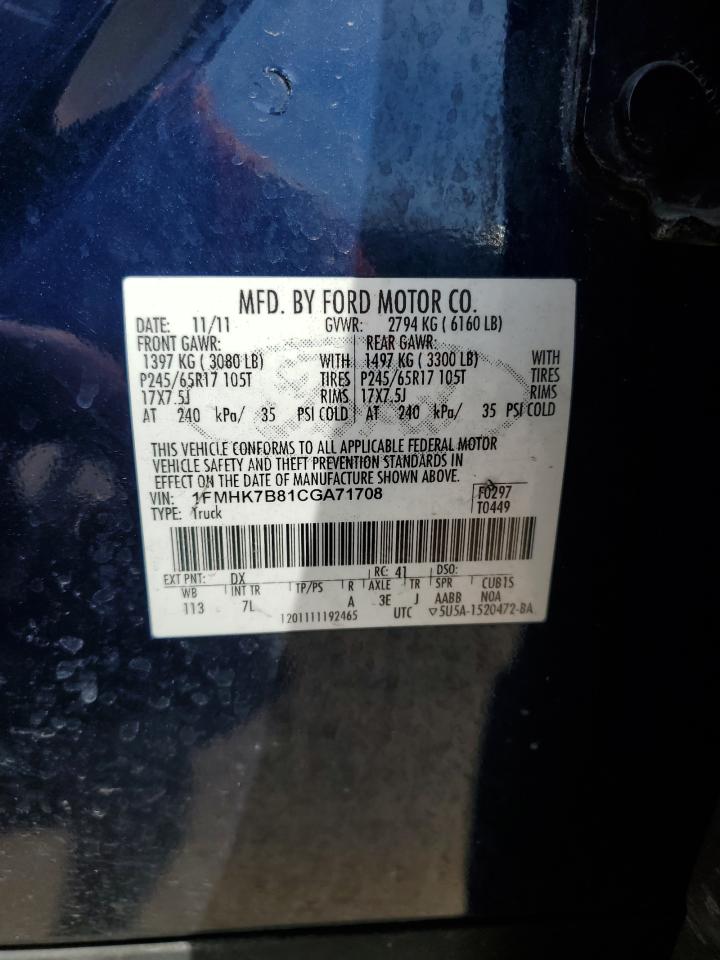 MFD. BY FORD MOTOR CO.
DATE: 11/11 GVWR: 2794 KG ( 6160 LB)
FRONT GAWR: REAR GAWR:
1397 KG ( 3080 LB) WITH 1497 KG ( 3300 LB) WITH
P245/65R17 105T TIRES P245/65R17 105T TIRES
17X7.5J RIMS 17X7.5J RIMS
AT 240 kPa/ 35 PSI COLD AT 240 kPa/ 35 PSI COLD
THIS VEHICLE CONFORMS TO ALL APPLICABLE FEDERAL MOTOR
VEHICLE SAFETY AND THEFT PREVENTION STANDARDS IN
EFFECT ON THE DATE OF MANUFACTURE SHOWN ABOVE.
VIN: 1FMHK7B81CGA71708 F0297
TYPE: Truck T0449
EXT PNT: DX RC: 41 DSO:
WB INT TR TP/PS R AXLE TR SPR CUBIS
113 7L A 3E J AABB NOA
1201111192465 UTC ▽5U5A-1520472-BA